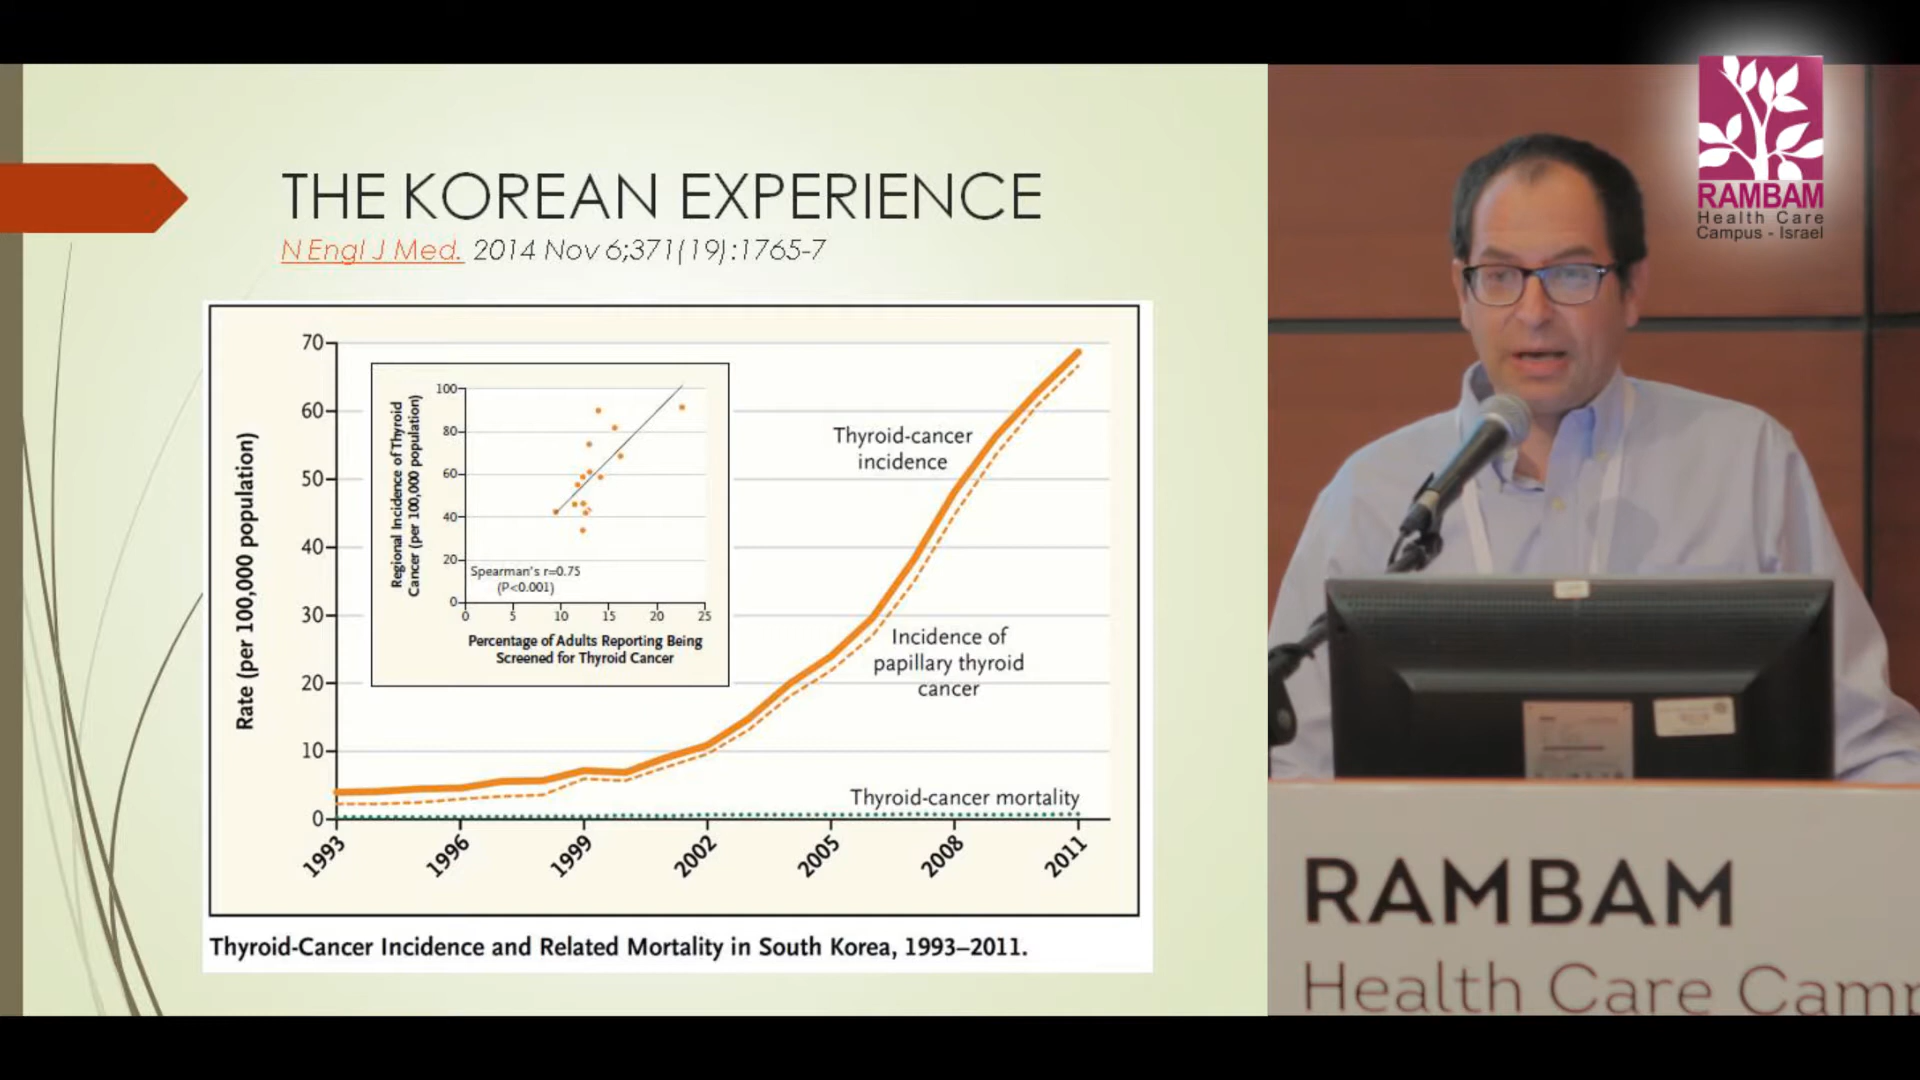 THE KOREAN EXPERIENCE
N Engl J Med. 2014 Nov 6;371(19):1765-7
Rate (per 100,000 population)
70
60
50
40
30
20
10
0
1993
1996
1999
2002
2005
2008
2011
Thyroid-cancer
incidence
Incidence of
papillary thyroid
cancer
Thyroid-cancer mortality
Regional Incidence of Thyroid
Cancer (per 100,000 population)
100
80
60
40
20
0
0
5
10
15
20
25
Spearman's r=0.75
(P<0.001)
Percentage of Adults Reporting Being
Screened for Thyroid Cancer
Thyroid-Cancer Incidence and Related Mortality in South Korea, 1993–2011.
RAMBAM
Health Care
Campus - Israel
RAMBAM
Health Care Camp